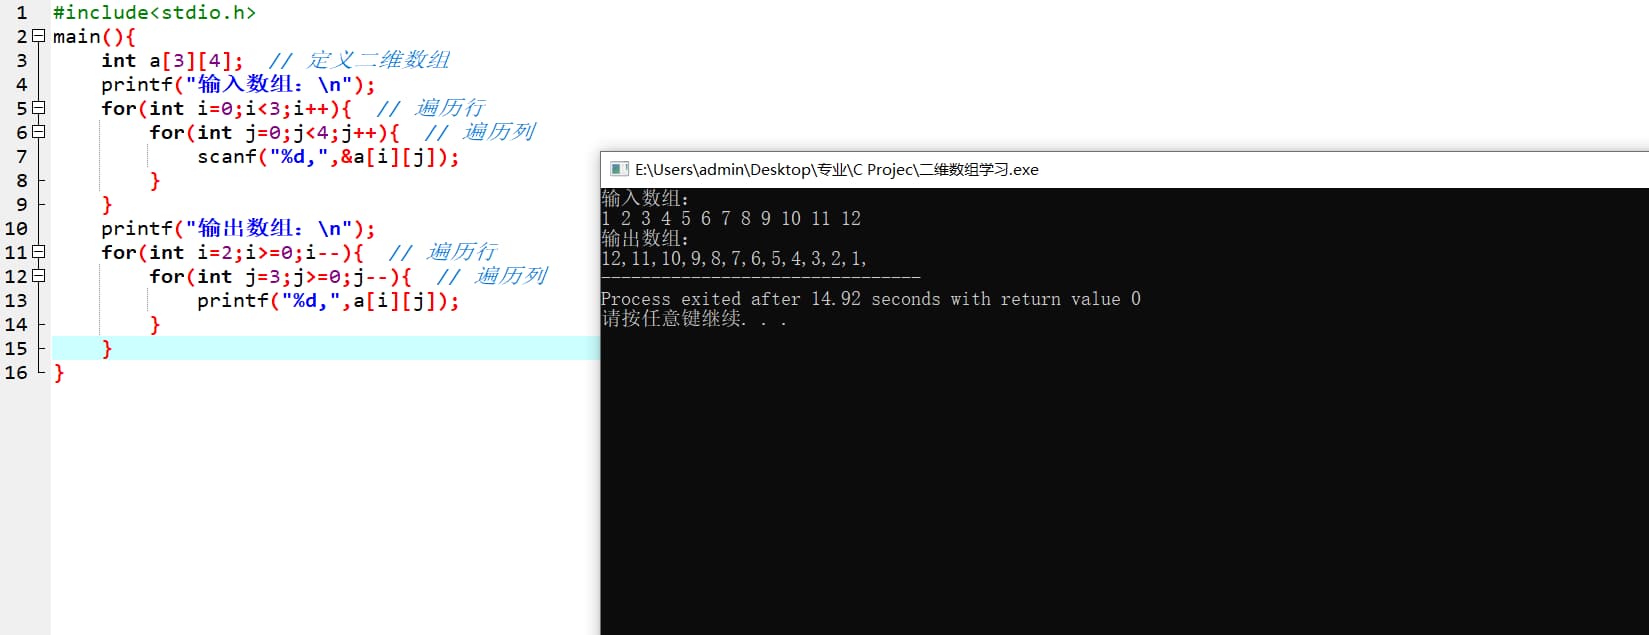 1 #include<stdio.h>
2 main(){
3 int a[3][4]; // 定义二维数组
4 printf("输入数组：\n");
5 for(int i=0;i<3;i++){ // 遍历行
6 for(int j=0;j<4;j++){ // 遍历列
7 scanf("%d,",&a[i][j]);
8 }
9 }
10 printf("输出数组：\n");
11 for(int i=2;i>=0;i--){ // 遍历行
12 for(int j=3;j>=0;j--){ // 遍历列
13 printf("%d,",a[i][j]);
14 }
15 }
16 }
E:\Users\admin\Desktop\专业\C Projec\二维数组学习.exe
输入数组：
1 2 3 4 5 6 7 8 9 10 11 12
输出数组：
12,11,10,9,8,7,6,5,4,3,2,1,
--------------------------------
Process exited after 14.92 seconds with return value 0
请按任意键继续. . .